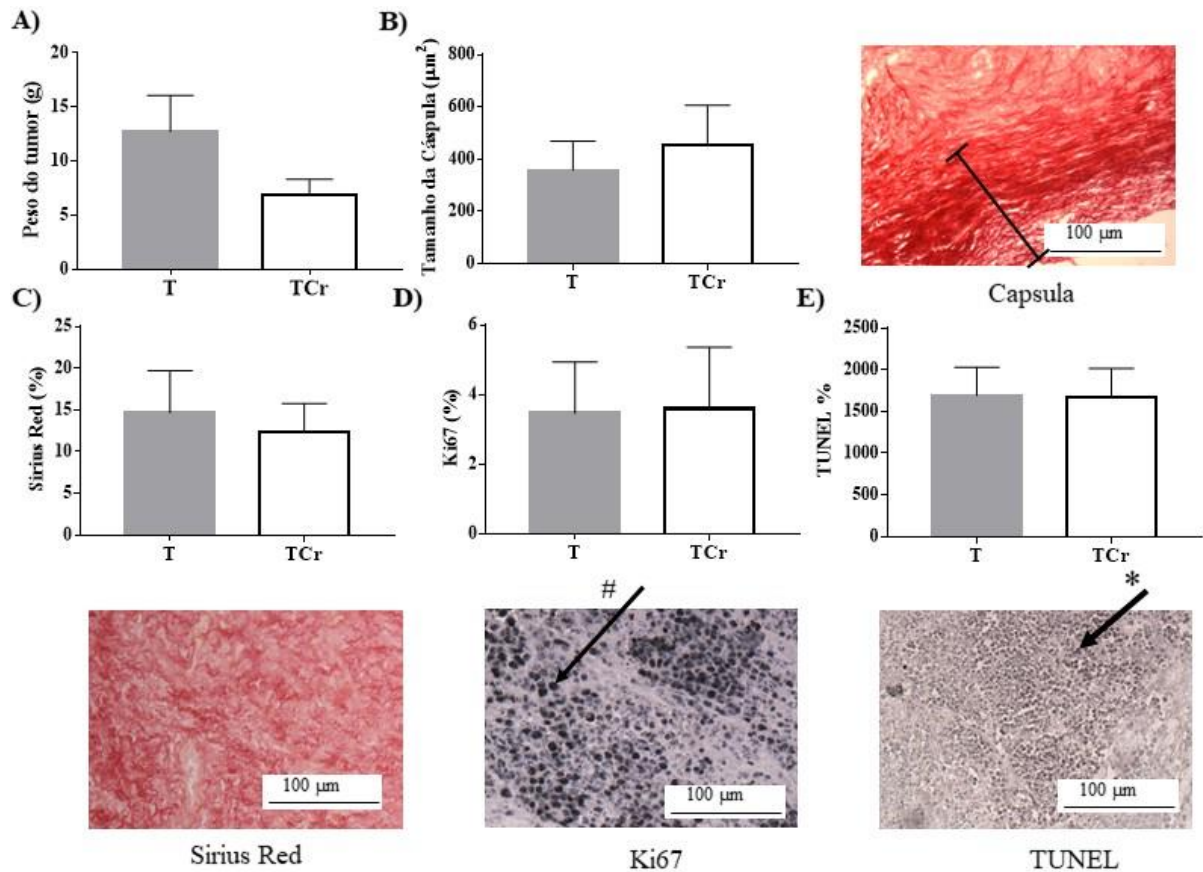 A)
Peso do tumor (g)
20
15
10
5
0
T
TCr
B)
Tamanho da Cáspula (µm²)
800
600
400
200
0
T
TCr
100 µm
Capsula
C)
Sirius Red (%)
25
20
15
10
5
0
T
TCr
D)
Ki67 (%)
6
4
2
0
T
TCr
E)
TUNEL %
2500
2000
1500
1000
500
0
T
TCr
100 µm
Sirius Red
#
100 µm
Ki67
*
100 µm
TUNEL